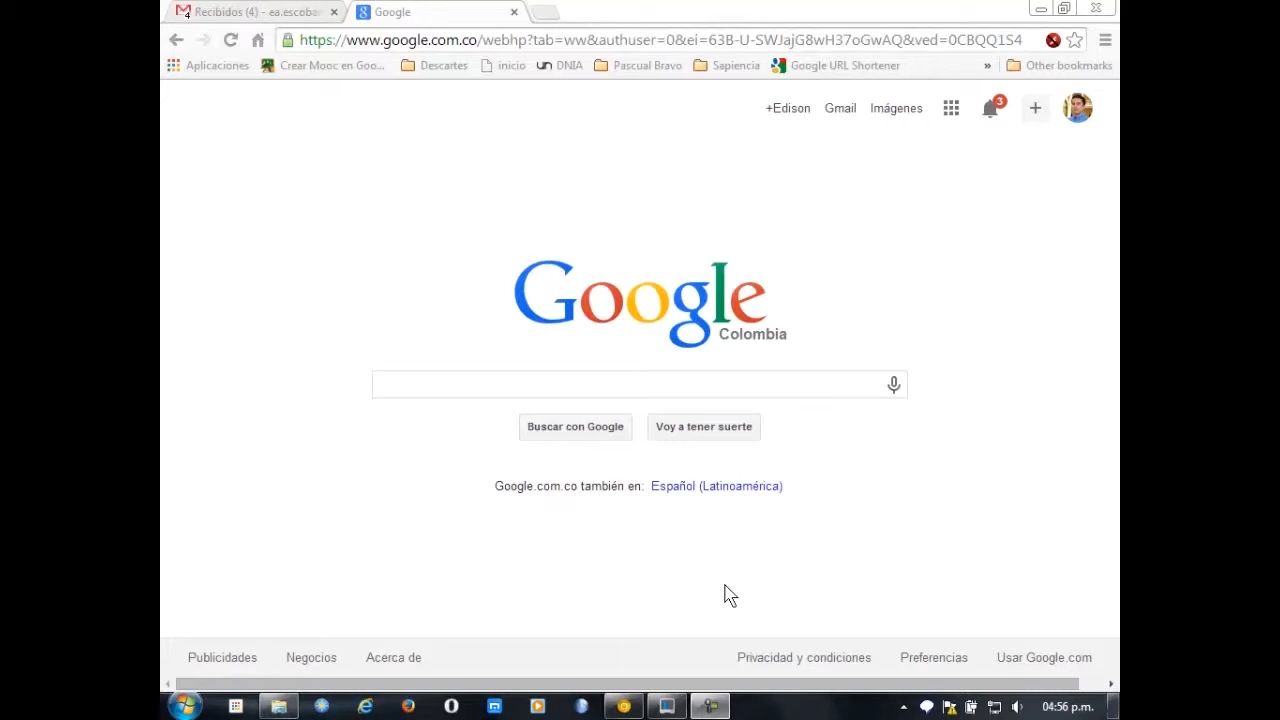 Recibidos (4) - ea.escobar
Google
https://www.google.com.co/webhp?tab=ww&authuser=0&ei=63B-U-SWJajG8wH37oGwAQ&ved=0CBQQ1S4
Aplicaciones
Crear Mooc en Goo...
Descartes
inicio
DNIA
Pascual Bravo
Sapiencia
Google URL Shortener
»
Other bookmarks
+Edison
Gmail
Imágenes
3
Google
Colombia
Buscar con Google
Voy a tener suerte
Google.com.co también en: Español (Latinoamérica)
Publicidades
Negocios
Acerca de
Privacidad y condiciones
Preferencias
Usar Google.com
04:56 p.m.